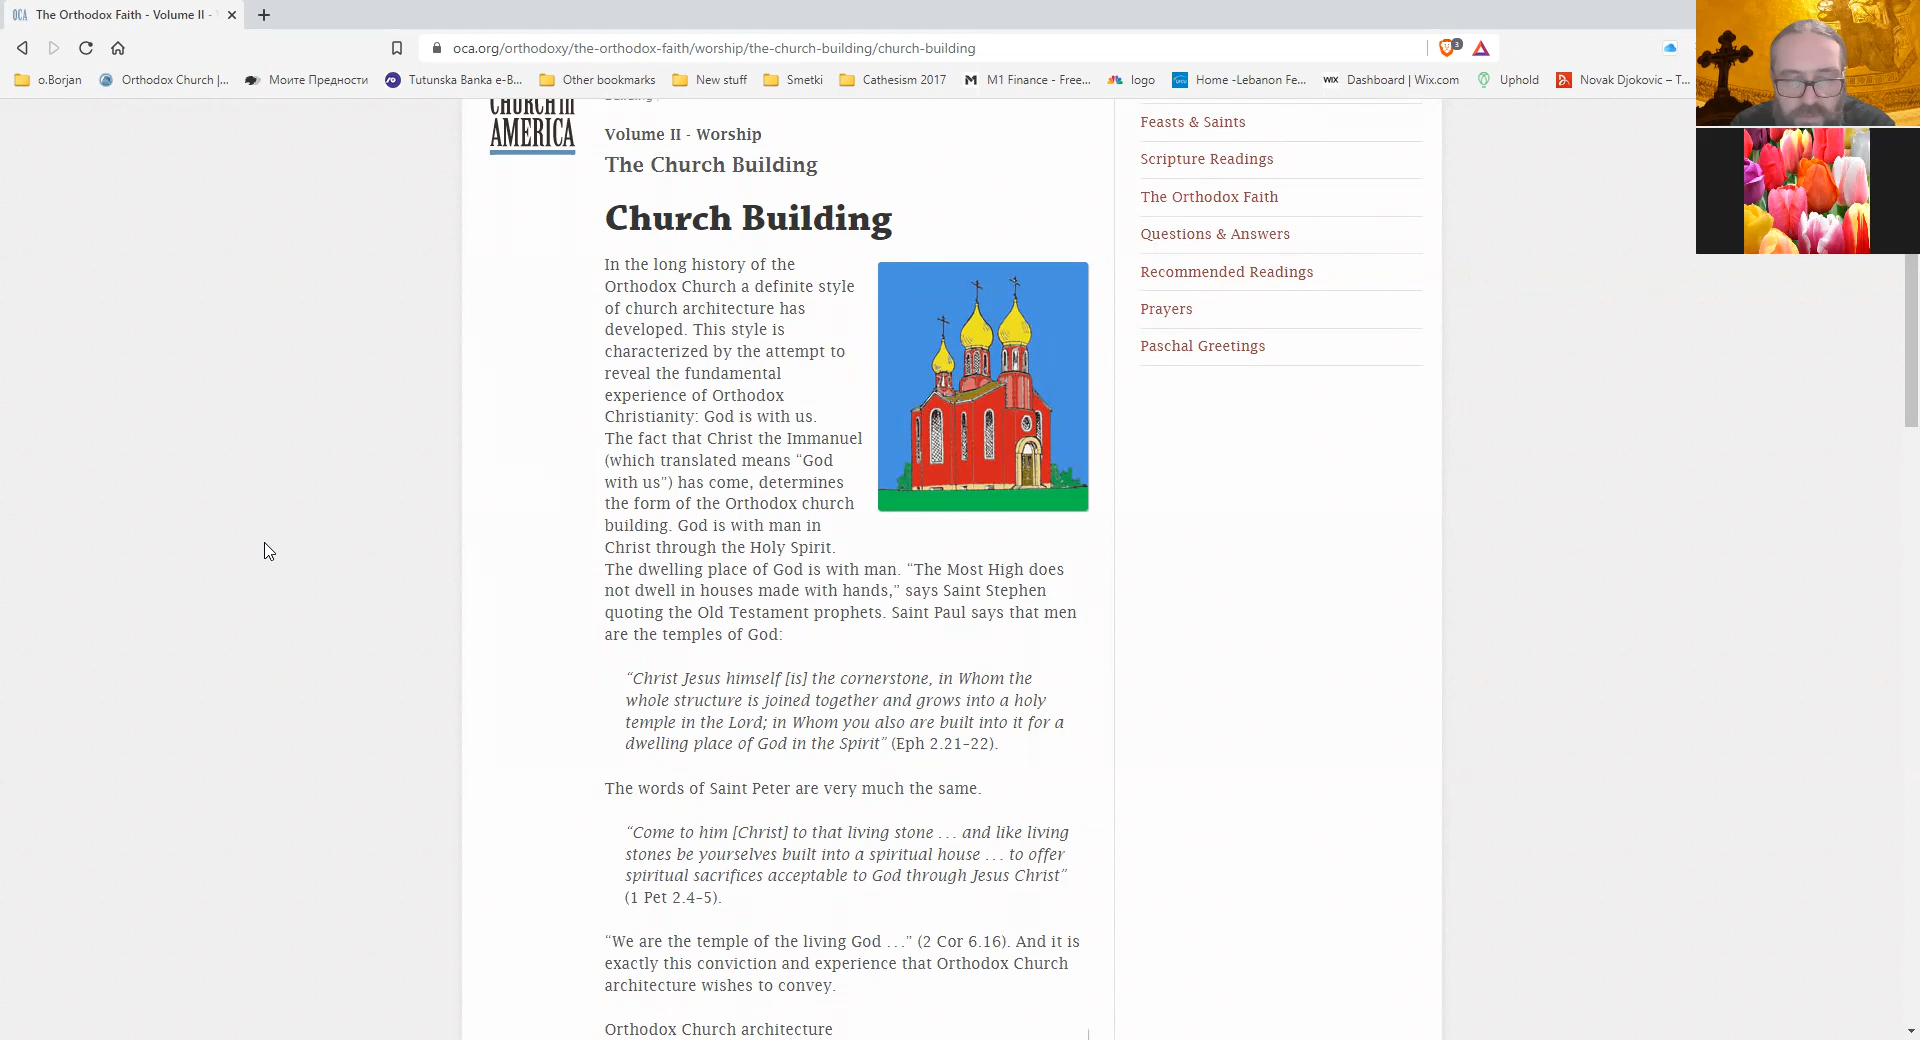 OCA The Orthodox Faith - Volume II -
oca.org/orthodoxy/the-orthodox-faith/worship/the-church-building/church-building
3
o.Borjan
Orthodox Church |...
Моите Предности
Tutunska Banka e-B...
Other bookmarks
New stuff
Smetki
Cathesism 2017
M1 Finance - Free...
logo
Home -Lebanon Fe...
WIX Dashboard | Wix.com
Uphold
Novak Djokovic – T...
CHURCH IN
AMERICA
Building
Volume II - Worship
The Church Building
Church Building
In the long history of the
Orthodox Church a definite style
of church architecture has
developed. This style is
characterized by the attempt to
reveal the fundamental
experience of Orthodox
Christianity: God is with us.
The fact that Christ the Immanuel
(which translated means “God
with us”) has come, determines
the form of the Orthodox church
building. God is with man in
Christ through the Holy Spirit.
The dwelling place of God is with man. “The Most High does
not dwell in houses made with hands,” says Saint Stephen
quoting the Old Testament prophets. Saint Paul says that men
are the temples of God:
“Christ Jesus himself [is] the cornerstone, in Whom the
whole structure is joined together and grows into a holy
temple in the Lord; in Whom you also are built into it for a
dwelling place of God in the Spirit” (Eph 2.21–22).
The words of Saint Peter are very much the same.
“Come to him [Christ] to that living stone . . . and like living
stones be yourselves built into a spiritual house . . . to offer
spiritual sacrifices acceptable to God through Jesus Christ”
(1 Pet 2.4–5).
“We are the temple of the living God . . .” (2 Cor 6.16). And it is
exactly this conviction and experience that Orthodox Church
architecture wishes to convey.
Orthodox Church architecture
Feasts & Saints
Scripture Readings
The Orthodox Faith
Questions & Answers
Recommended Readings
Prayers
Paschal Greetings